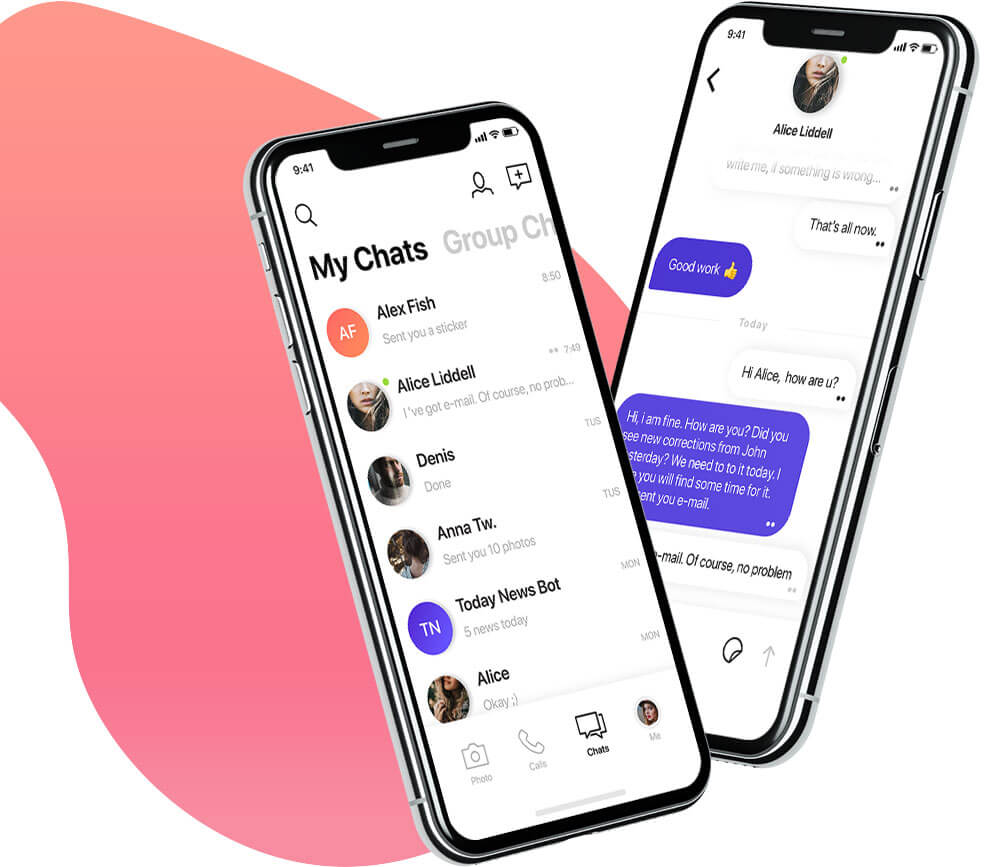 9:41
My Chats Group Ch
8:50
AF
Alex Fish
Sent you a sticker
7:49
Alice Liddell
I 've got e-mail. Of course, no prob...
TUS
Denis
Done
TUS
Anna Tw.
Sent you 10 photos
MON
TN
Today News Bot
5 news today
MON
Alice
Okay ;)
Photo
Calls
Chats
Me
9:41
Alice Liddell
write me, if something is wrong...
That's all now.
Good work 👍
Today
Hi Alice, how are u?
Hi, i am fine. How are you? Did you
see new corrections from John
sterday? We need to to it today. I
you will find some time for it.
ent you e-mail.
e-mail. Of course, no problem